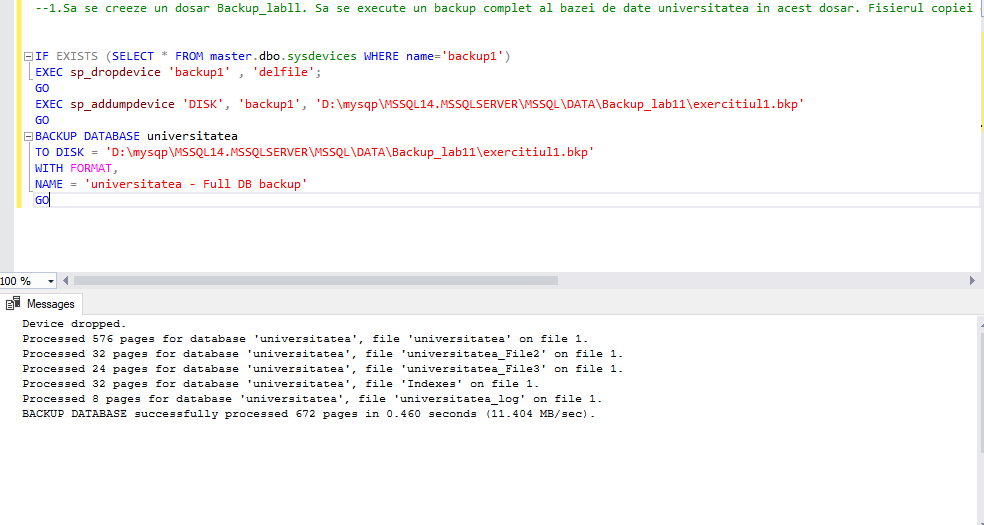 --1.Sa se creeze un dosar Backup_labll. Sa se execute un backup complet al bazei de date universitatea in acest dosar. Fisierul copiei
IF EXISTS (SELECT * FROM master.dbo.sysdevices WHERE name='backup1')
EXEC sp_dropdevice 'backup1' , 'delfile';
GO
EXEC sp_addumpdevice 'DISK', 'backup1', 'D:\mysqp\MSSQL14.MSSQLSERVER\MSSQL\DATA\Backup_lab11\exercitiul1.bkp'
GO
BACKUP DATABASE universitatea
TO DISK = 'D:\mysqp\MSSQL14.MSSQLSERVER\MSSQL\DATA\Backup_lab11\exercitiul1.bkp'
WITH FORMAT,
NAME = 'universitatea - Full DB backup'
GO
100 %
Messages
Device dropped.
Processed 576 pages for database 'universitatea', file 'universitatea' on file 1.
Processed 32 pages for database 'universitatea', file 'universitatea_File2' on file 1.
Processed 24 pages for database 'universitatea', file 'universitatea_File3' on file 1.
Processed 32 pages for database 'universitatea', file 'Indexes' on file 1.
Processed 8 pages for database 'universitatea', file 'universitatea_log' on file 1.
BACKUP DATABASE successfully processed 672 pages in 0.460 seconds (11.404 MB/sec).